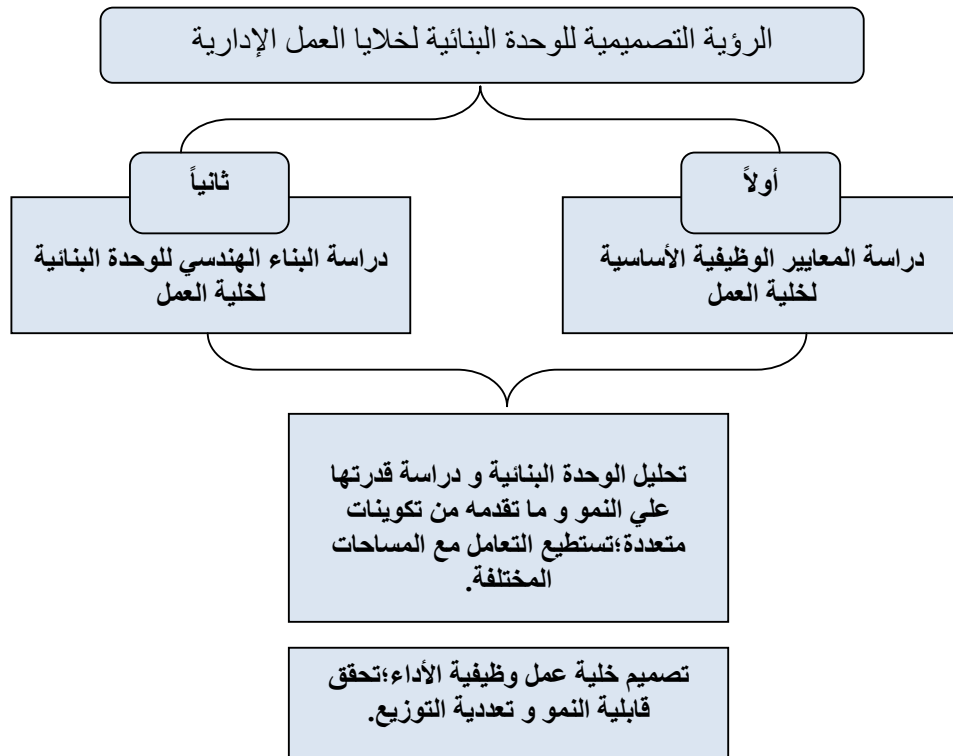 الرؤية التصميمية للوحدة البنائية لخلايا العمل الإدارية
أولاً
دراسة المعايير الوظيفية الأساسية
لخلية العمل
ثانياً
دراسة البناء الهندسي للوحدة البنائية
لخلية العمل
تحليل الوحدة البنائية و دراسة قدرتها
علي النمو و ما تقدمه من تكوينات
متعددة؛تستطيع التعامل مع المساحات
المختلفة.
تصميم خلية عمل وظيفية الأداء؛تحقق
قابلية النمو و تعددية التوزيع.